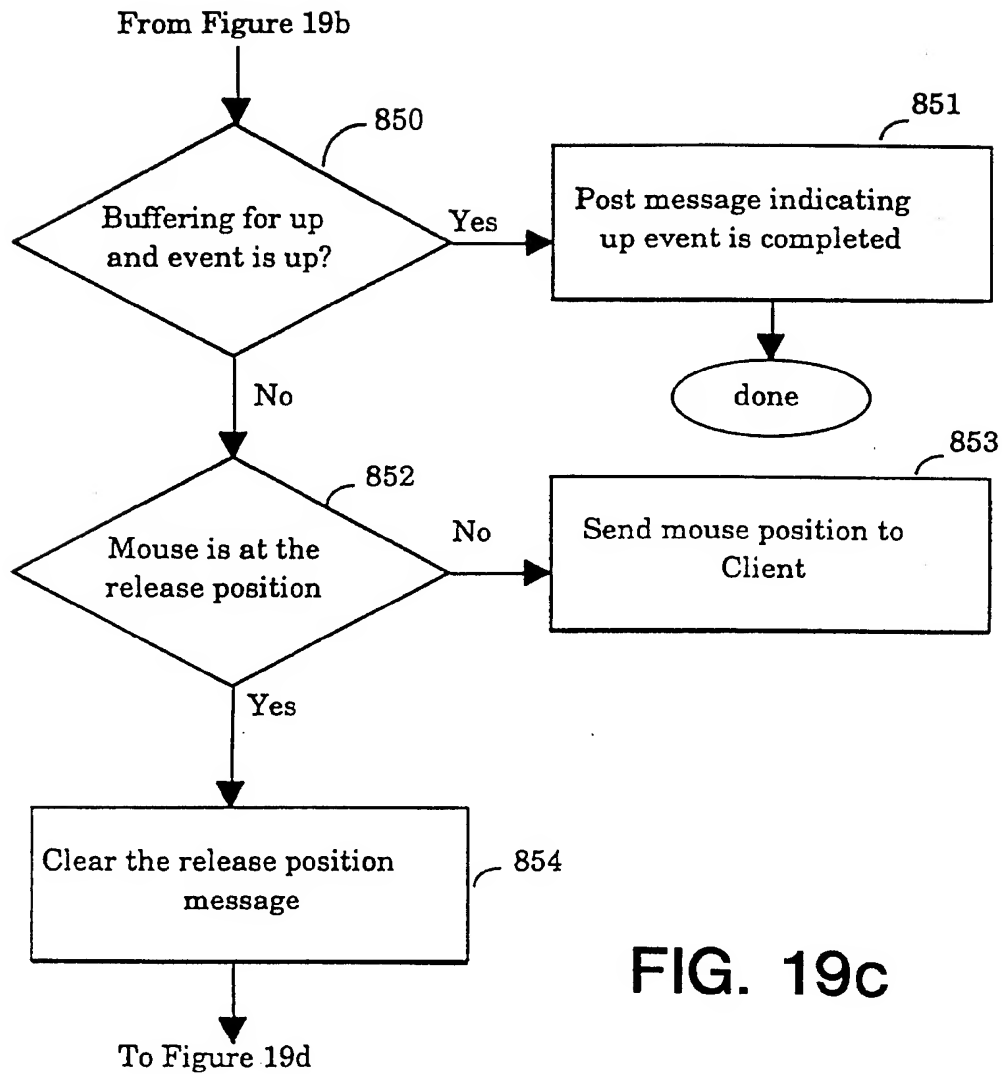 From Figure 19b
850
851
Buffering for up
and event is up?
Yes
Post message indicating
up event is completed
No
done
852
853
Mouse is at the
release position
No
Send mouse position to
Client
Yes
Clear the release position
message
854
FIG. 19c
To Figure 19d